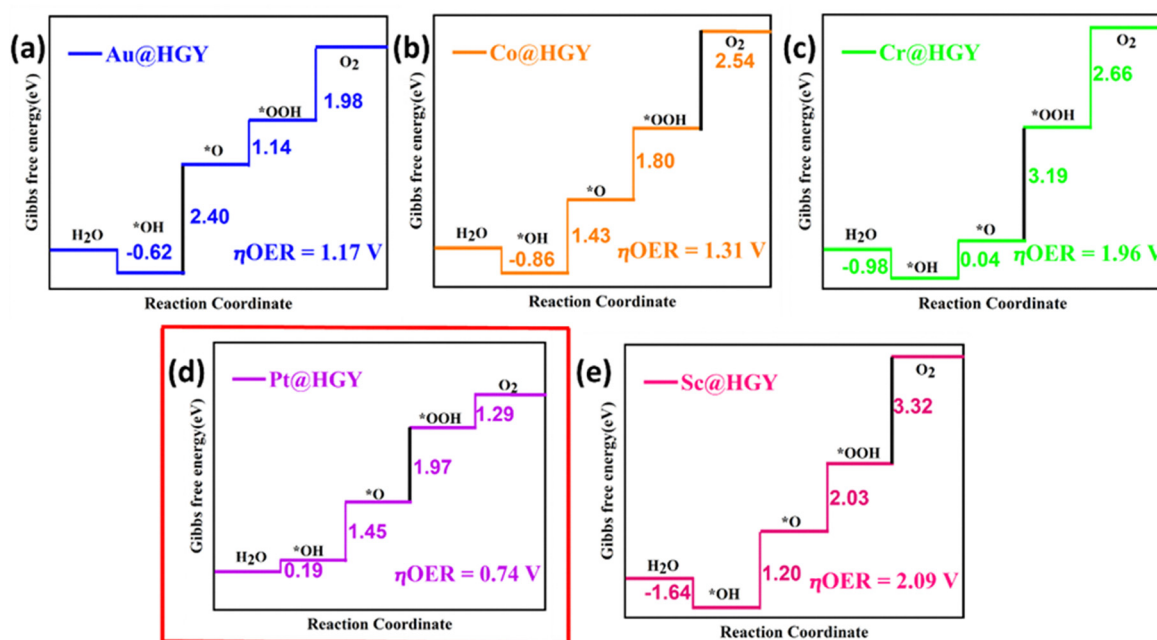 (a)
Au@HGY
Gibbs free energy(eV)
H2O
*OH
-0.62
2.40
*O
1.14
*OOH
1.98
O2
ηOER = 1.17 V
Reaction Coordinate
(b)
Co@HGY
Gibbs free energy(eV)
H2O
*OH
-0.86
1.43
*O
1.80
*OOH
O2
2.54
ηOER = 1.31 V
Reaction Coordinate
(c)
Cr@HGY
Gibbs free energy(eV)
H2O
-0.98
*OH
0.04
*O
3.19
*OOH
2.66
O2
ηOER = 1.96 V
Reaction Coordinate
(d)
Pt@HGY
Gibbs free energy(eV)
H2O
*OH
0.19
1.45
*O
1.97
*OOH
1.29
O2
ηOER = 0.74 V
Reaction Coordinate
(e)
Sc@HGY
Gibbs free energy(eV)
H2O
-1.64
*OH
1.20
*O
2.03
*OOH
3.32
O2
ηOER = 2.09 V
Reaction Coordinate